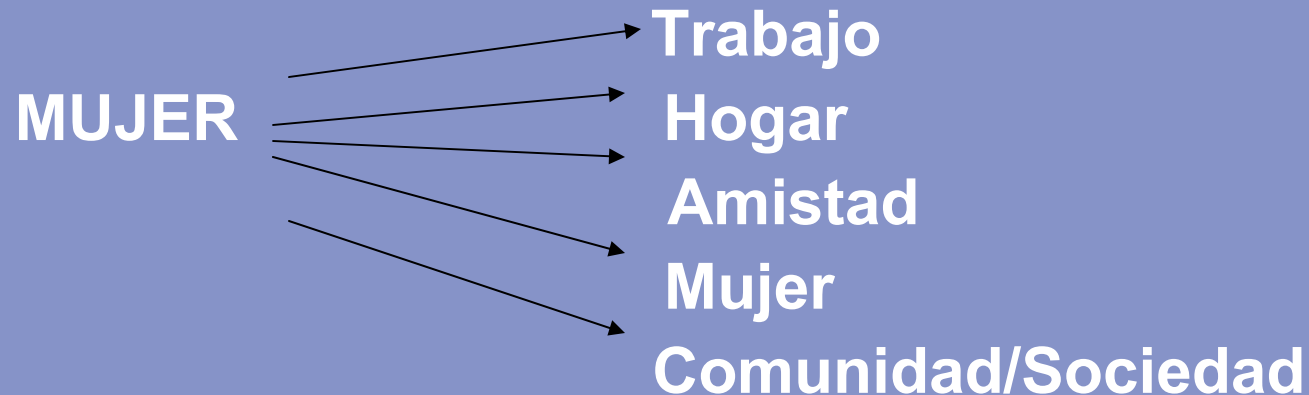 MUJER
Trabajo
Hogar
Amistad
Mujer
Comunidad/Sociedad